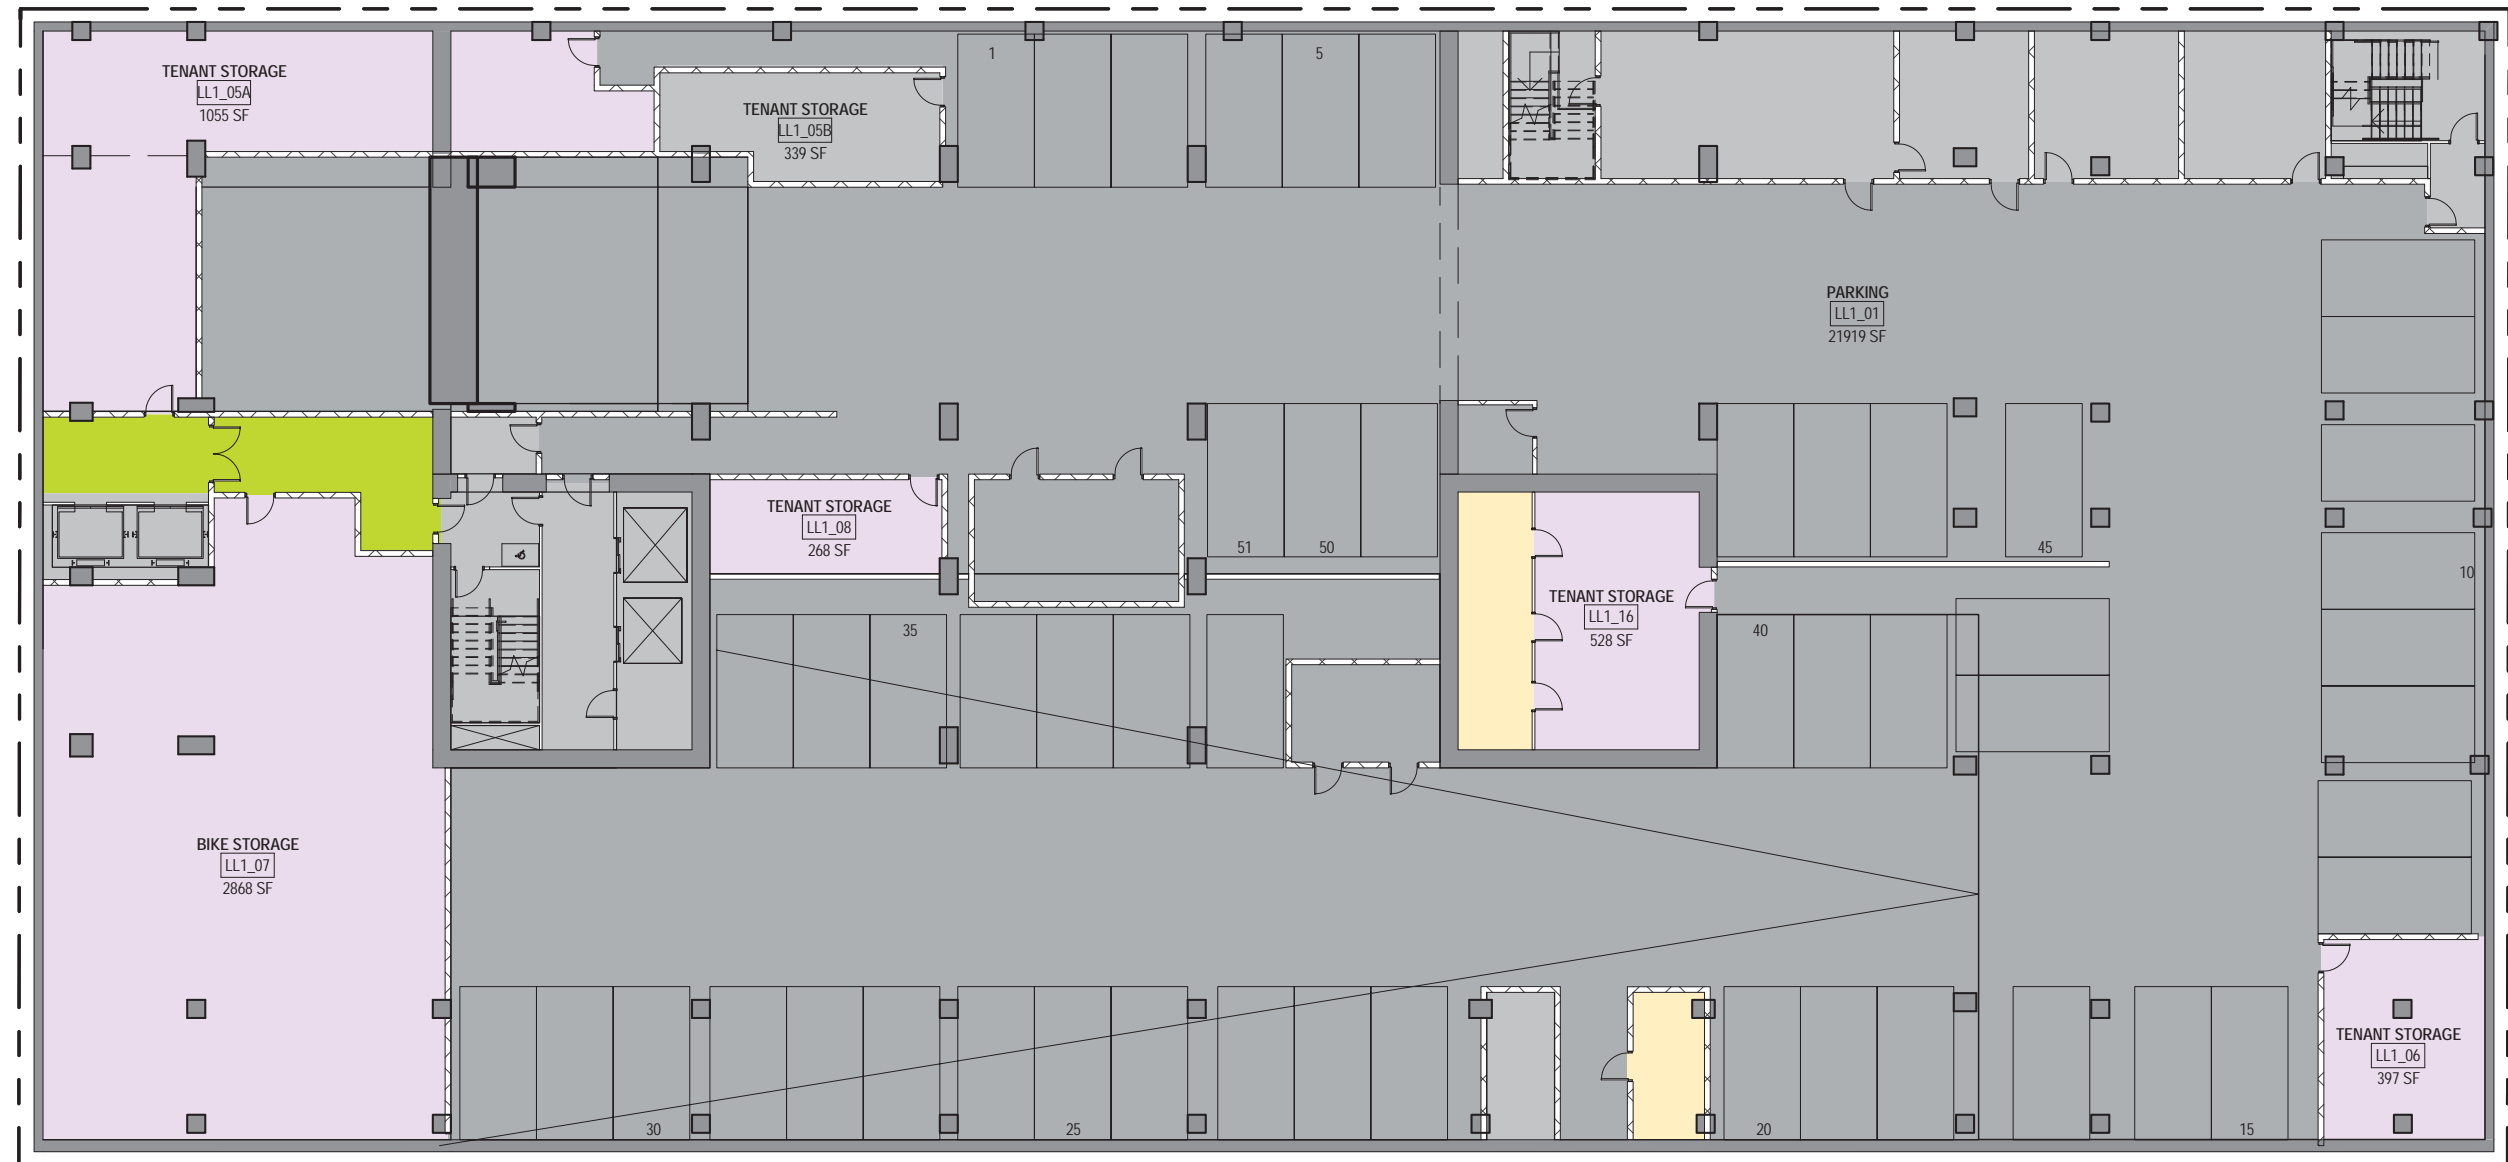 1
5
TENANT STORAGE
LL1_05A
1055 SF
TENANT STORAGE
LL1_05B
339 SF
PARKING
LL1_01
21919 SF
TENANT STORAGE
LL1_08
268 SF
51
50
45
10
TENANT STORAGE
LL1_16
528 SF
35
40
BIKE STORAGE
LL1_07
2868 SF
TENANT STORAGE
LL1_06
397 SF
30
25
20
15